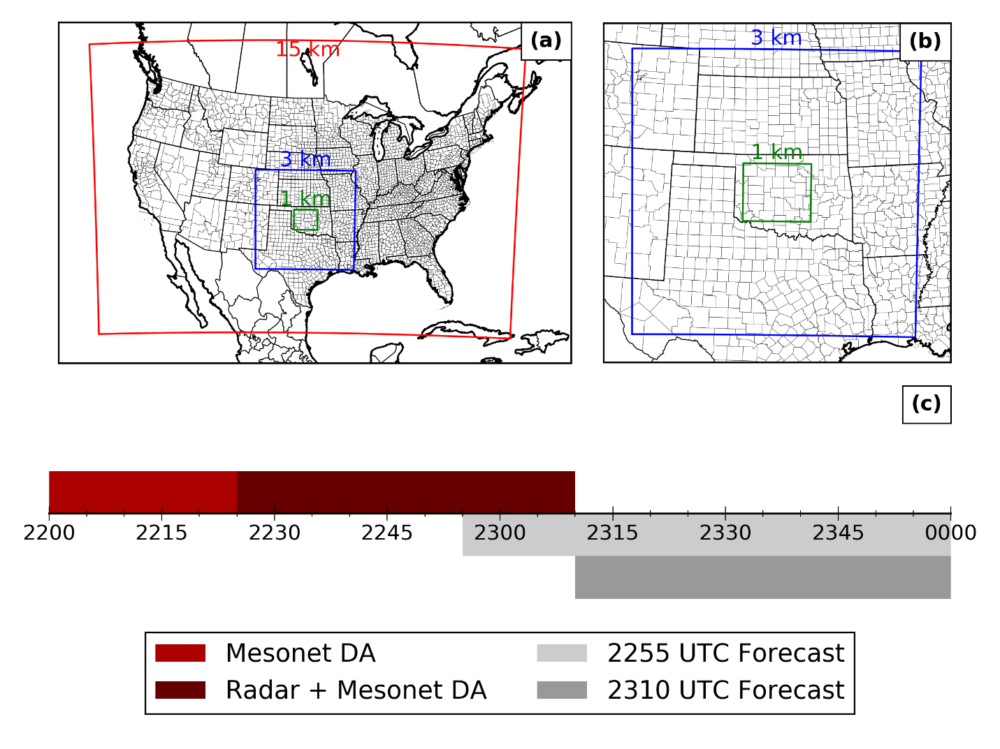 (a)
15 km
3 km
1 km
(b)
3 km
1 km
(c)
2200 2215 2230 2245 2300 2315 2330 2345 0000
Mesonet DA
Radar + Mesonet DA
2255 UTC Forecast
2310 UTC Forecast